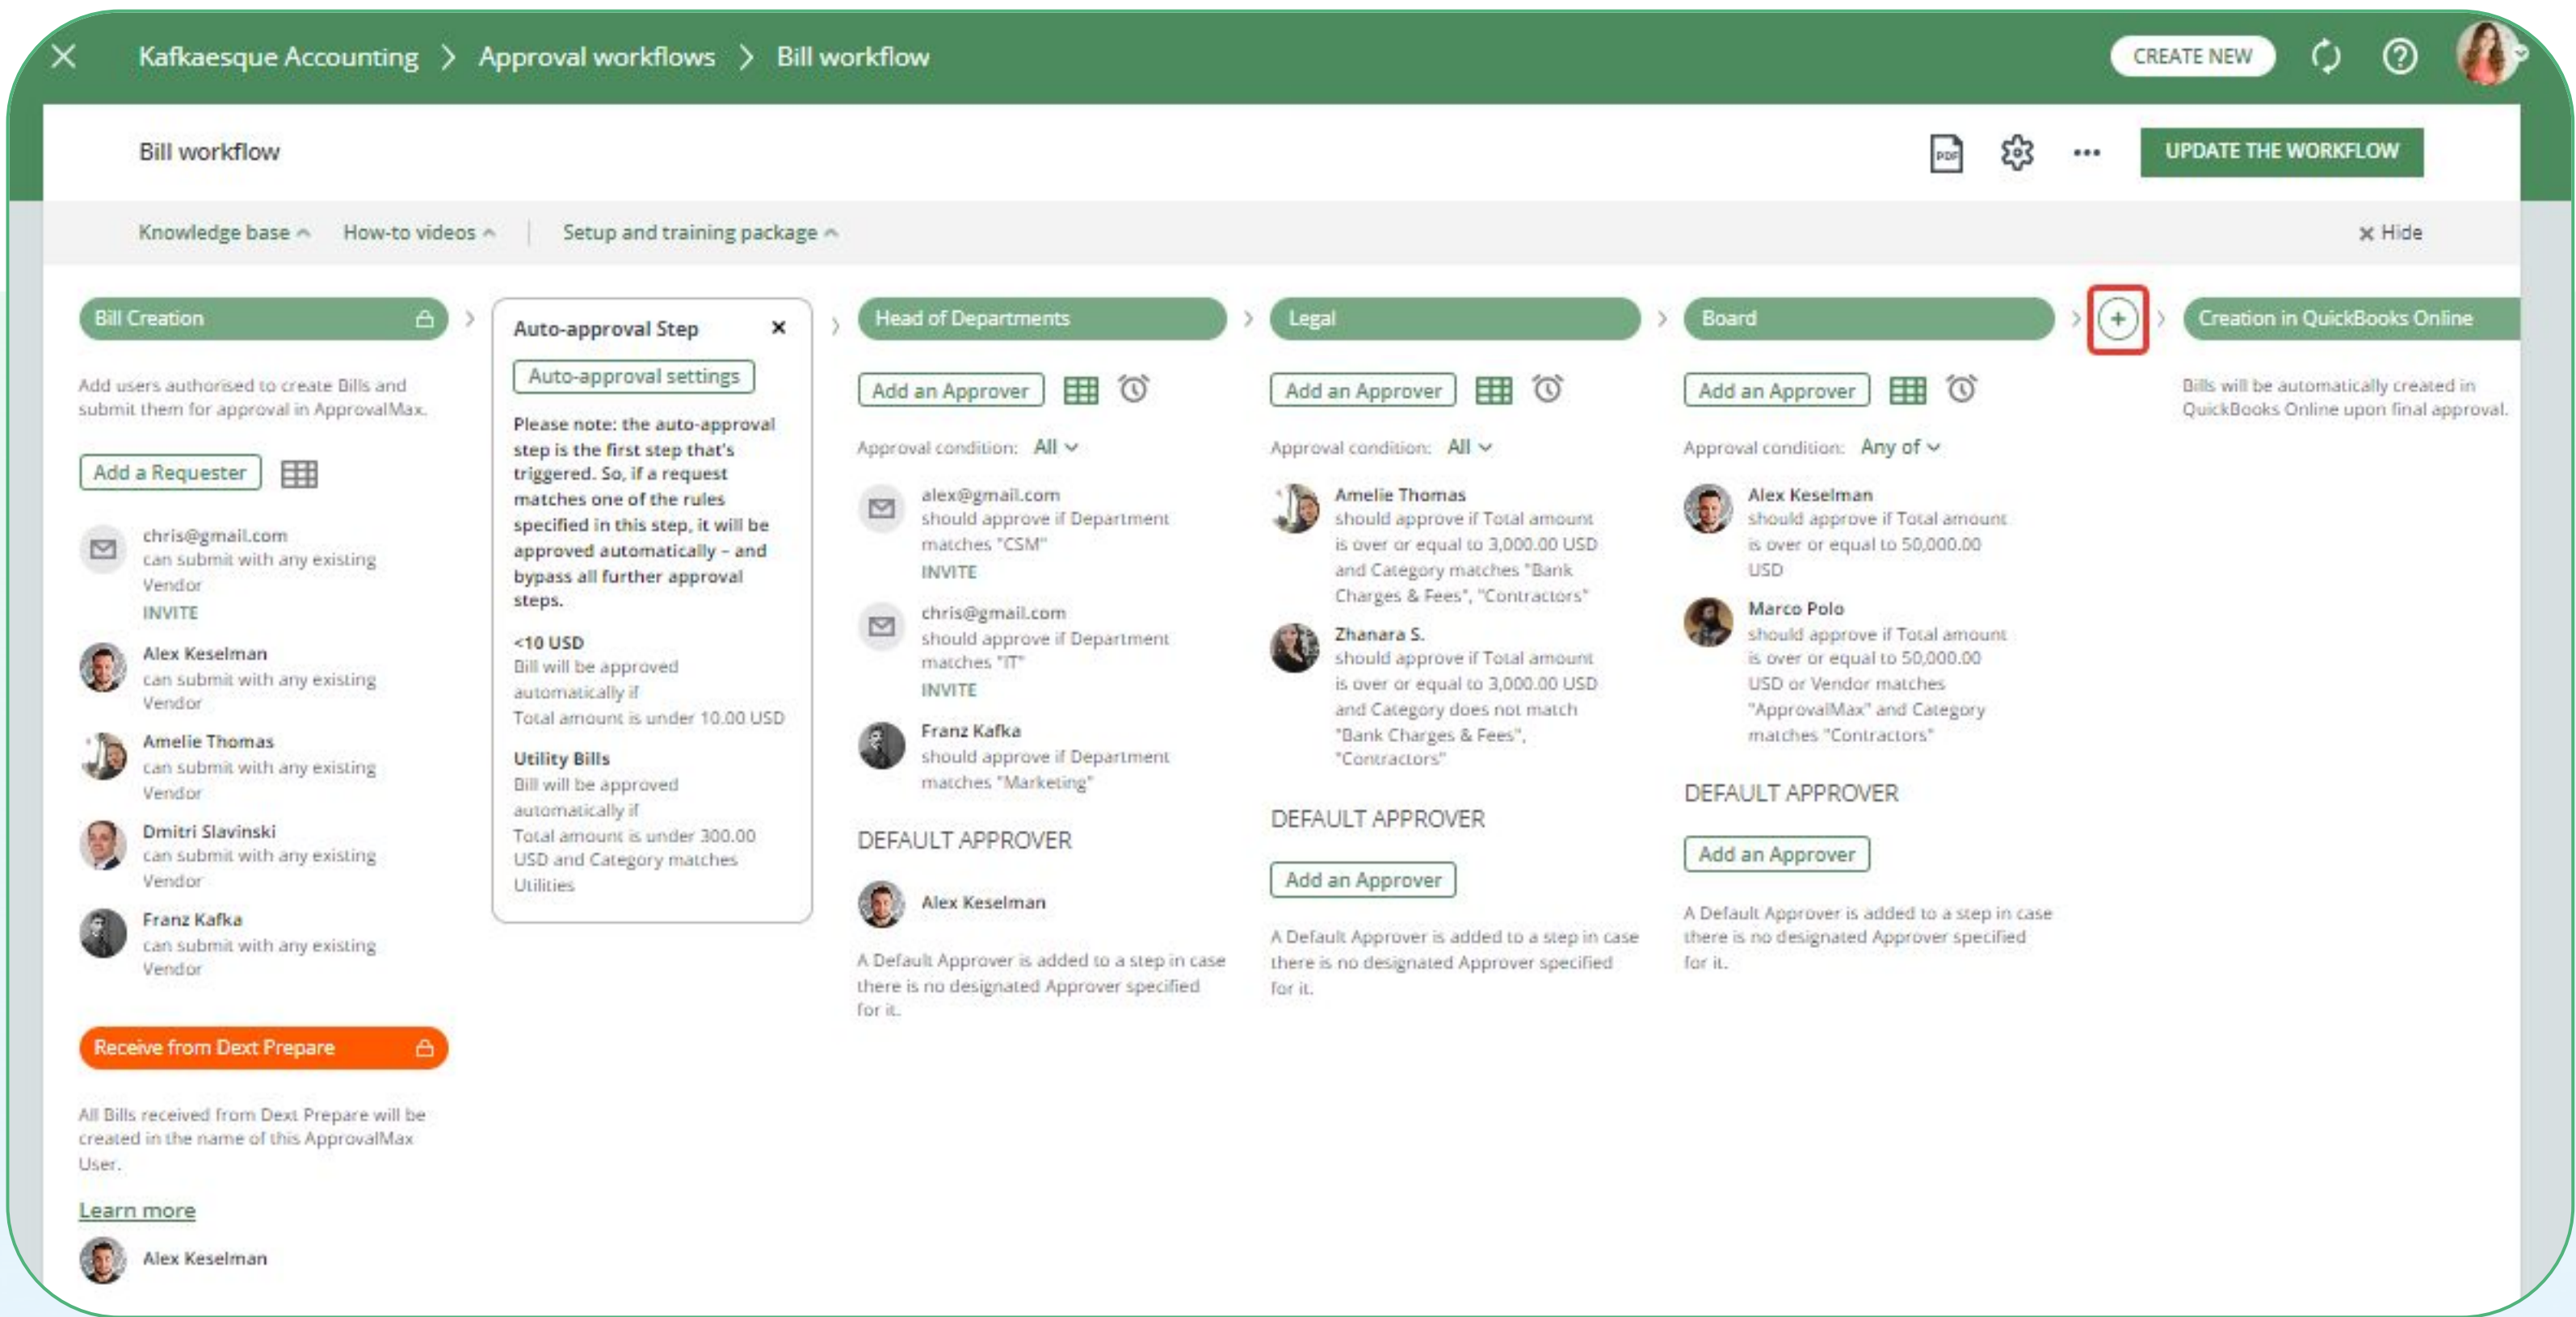 Kafkaesque Accounting > Approval workflows > Bill workflow
CREATE NEW
Bill workflow
PDF
UPDATE THE WORKFLOW
Knowledge base
How-to videos
Setup and training package
Hide
Bill Creation
Add users authorised to create Bills and
submit them for approval in ApprovalMax.
Add a Requester
chris@gmail.com
can submit with any existing
Vendor
INVITE
Alex Keselman
can submit with any existing
Vendor
Amelie Thomas
can submit with any existing
Vendor
Dmitri Slavinski
can submit with any existing
Vendor
Franz Kafka
can submit with any existing
Vendor
Receive from Dext Prepare
All Bills received from Dext Prepare will be
created in the name of this ApprovalMax
User.
Learn more
Alex Keselman
Auto-approval Step
Auto-approval settings
Please note: the auto-approval
step is the first step that's
triggered. So, if a request
matches one of the rules
specified in this step, it will be
approved automatically – and
bypass all further approval
steps.
<10 USD
Bill will be approved
automatically if
Total amount is under 10.00 USD
Utility Bills
Bill will be approved
automatically if
Total amount is under 300.00
USD and Category matches
Utilities
Head of Departments
Add an Approver
Approval condition: All
alex@gmail.com
should approve if Department
matches "CSM"
INVITE
chris@gmail.com
should approve if Department
matches "IT"
INVITE
Franz Kafka
should approve if Department
matches "Marketing"
DEFAULT APPROVER
Alex Keselman
A Default Approver is added to a step in case
there is no designated Approver specified
for it.
Legal
Add an Approver
Approval condition: All
Amelie Thomas
should approve if Total amount
is over or equal to 3,000.00 USD
and Category matches "Bank
Charges & Fees", "Contractors"
Zhanara S.
should approve if Total amount
is over or equal to 3,000.00 USD
and Category does not match
"Bank Charges & Fees",
"Contractors"
DEFAULT APPROVER
Add an Approver
A Default Approver is added to a step in case
there is no designated Approver specified
for it.
Board
Add an Approver
Approval condition: Any of
Alex Keselman
should approve if Total amount
is over or equal to 50,000.00
USD
Marco Polo
should approve if Total amount
is over or equal to 50,000.00
USD or Vendor matches
"ApprovalMax" and Category
matches "Contractors"
DEFAULT APPROVER
Add an Approver
A Default Approver is added to a step in case
there is no designated Approver specified
for it.
Creation in QuickBooks Online
Bills will be automatically created in
QuickBooks Online upon final approval.